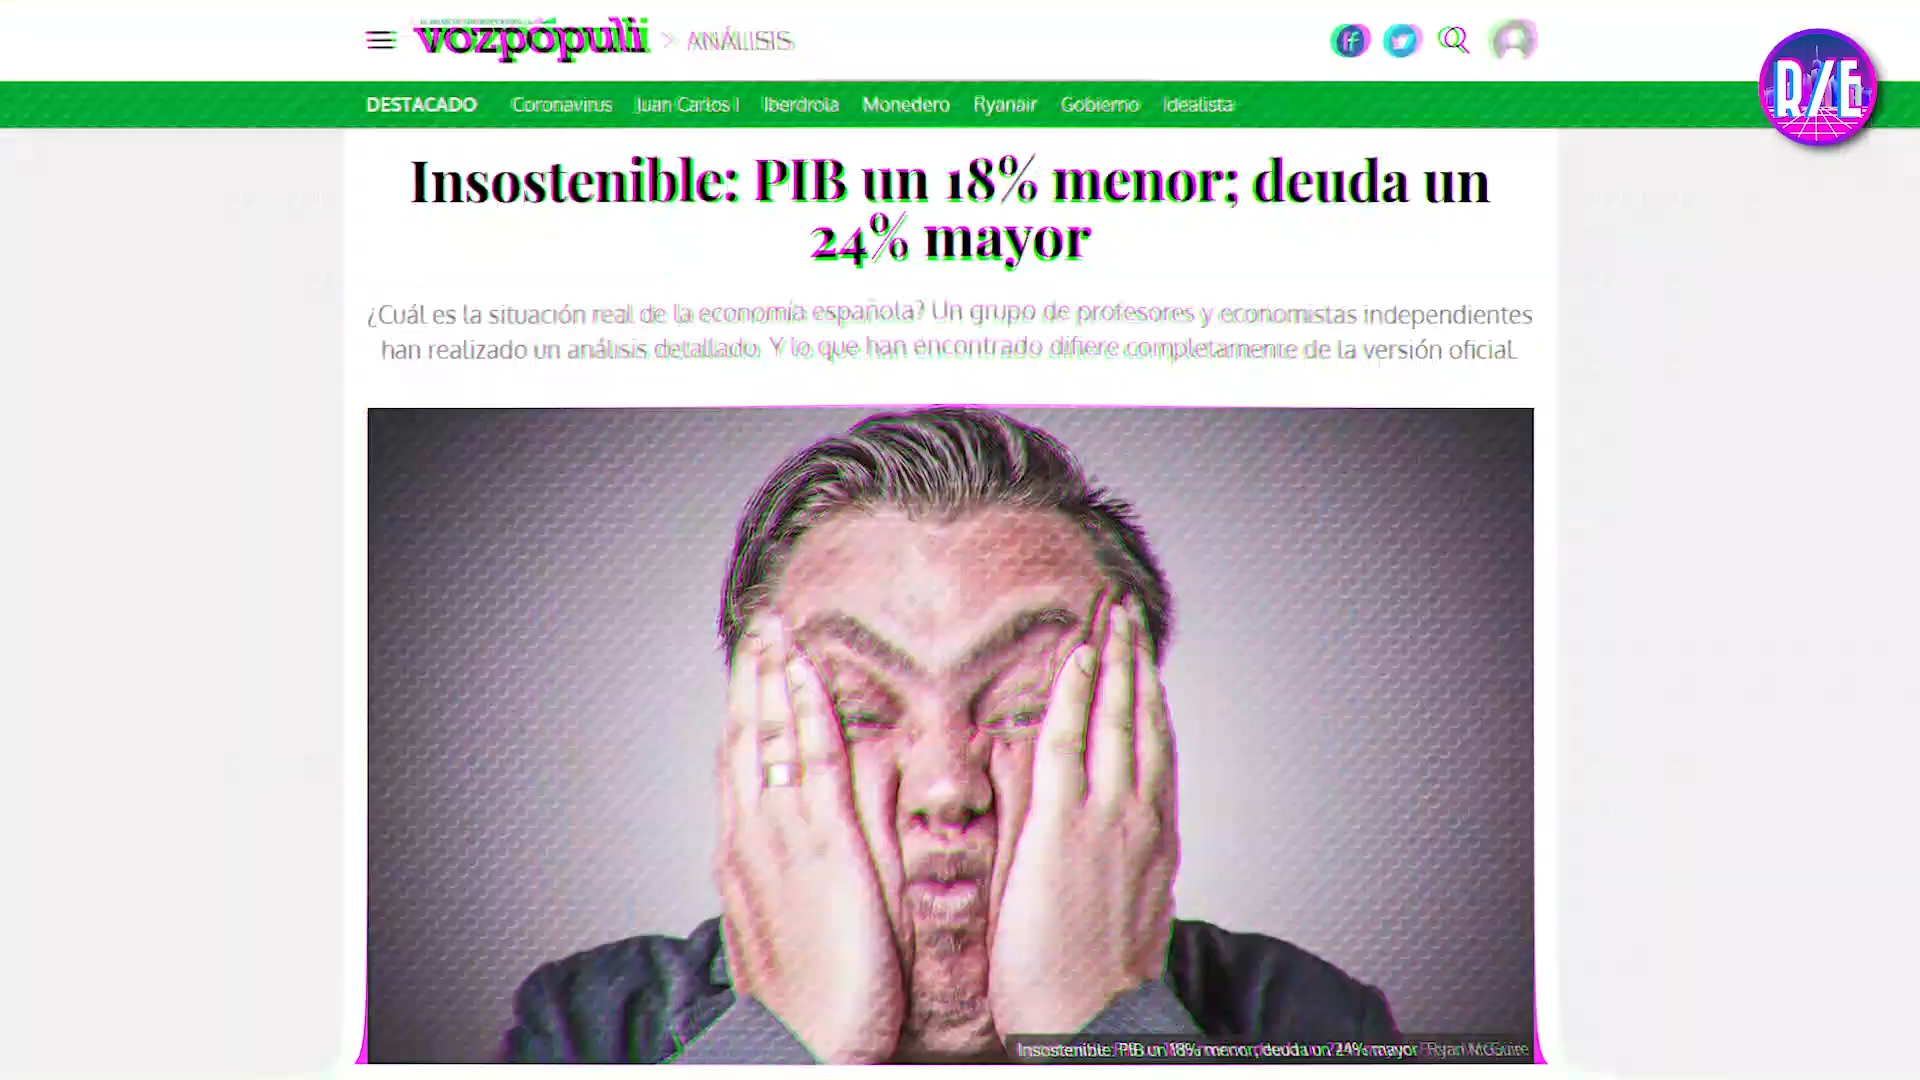 vozpópuli > ANÁLISIS
R/E
DESTACADO Coronavirus Juan Carlos I Iberdrola Monedero Ryanair Gobierno Idealista
Insostenible: PIB un 18% menor; deuda un
24% mayor
¿Cuál es la situación real de la economía española? Un grupo de profesores y economistas independientes
han realizado un análisis detallado. Y lo que han encontrado difiere completamente de la versión oficial.
Insostenible: PIB un 18% menor; deuda un 24% mayor Ryan McGuire